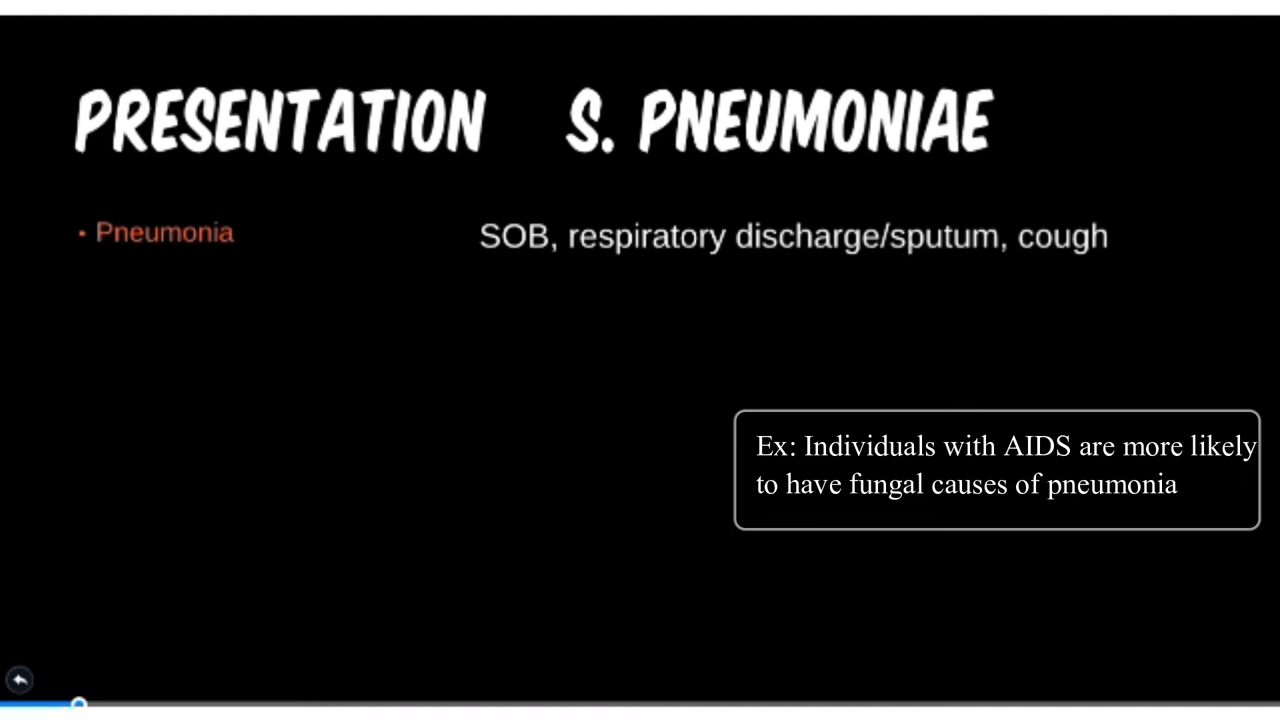 PRESENTATION S. PNEUMONIAE
• Pneumonia
SOB, respiratory discharge/sputum, cough
Ex: Individuals with AIDS are more likely
to have fungal causes of pneumonia